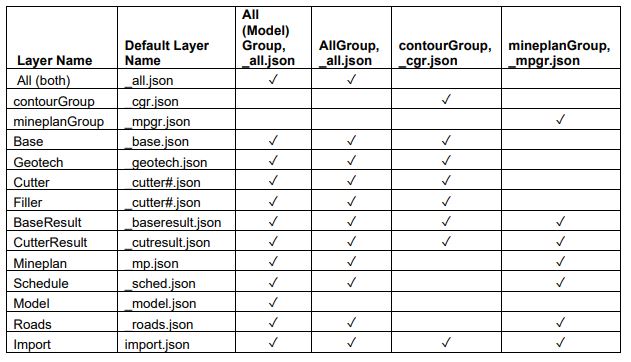 All
(Model)
Default Layer Group, AllGroup, contourGroup, mineplanGroup,
Layer Name Name _all.json _all.json _cgr.json _mpgr.json
All (both) _all.json ✓ ✓
contourGroup _cgr.json ✓
mineplanGroup _mpgr.json ✓
Base _base.json ✓ ✓ ✓
Geotech _geotech.json ✓ ✓ ✓
Cutter _cutter#.json ✓ ✓ ✓
Filler _cutter#.json ✓ ✓ ✓
BaseResult _baseresult.json ✓ ✓ ✓ ✓
CutterResult _cutresult.json ✓ ✓ ✓ ✓
Mineplan _mp.json ✓ ✓ ✓
Schedule _sched.json ✓ ✓ ✓
Model _model.json ✓
Roads _roads.json ✓ ✓ ✓
Import import.json ✓ ✓ ✓ ✓